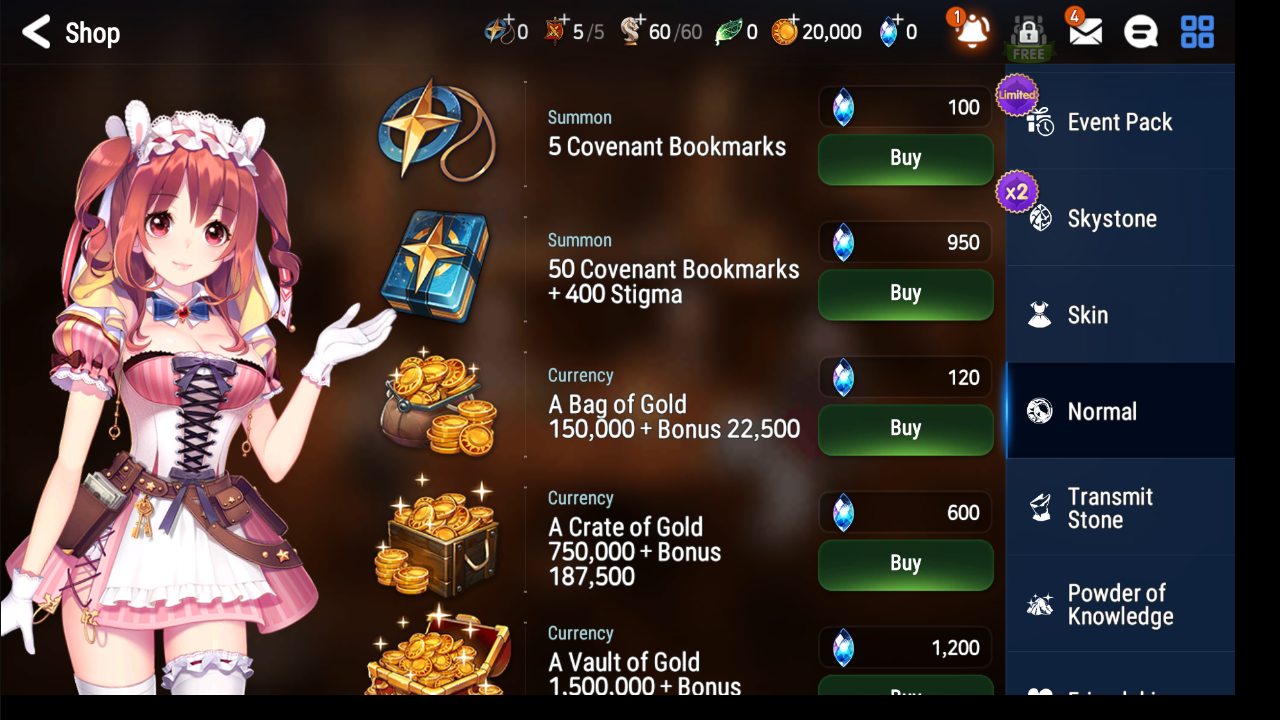 Shop
0
5/5
60/60
0
20,000
0
1
FREE
4
Summon
5 Covenant Bookmarks
100
Buy
Summon
50 Covenant Bookmarks
+ 400 Stigma
950
Buy
Currency
A Bag of Gold
150,000 + Bonus 22,500
120
Buy
Currency
A Crate of Gold
750,000 + Bonus
187,500
600
Buy
Currency
A Vault of Gold
1,500,000 + Bonus
1,200
Buy
Limited
Event Pack
x2
Skystone
Skin
Normal
Transmit
Stone
Powder of
Knowledge